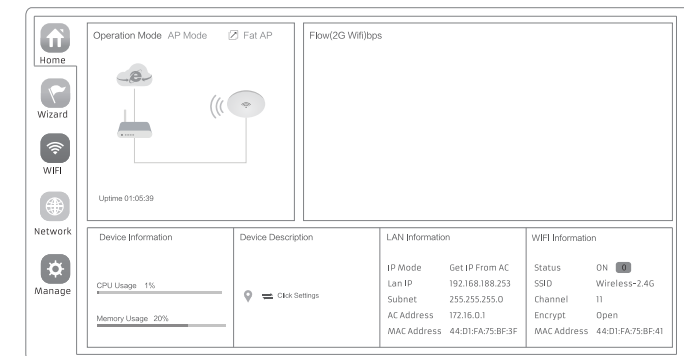 Home
Wizard
WIFI
Network
Manage
Operation Mode AP Mode Fat AP
Uptime 01:05:39
Flow(2G Wifi)bps
Device Information
CPU Usage 1%
Memory Usage 20%
Device Description
Click Settings
LAN Information
IP Mode Get IP From AC
Lan IP 192.168.188.253
Subnet 255.255.255.0
AC Address 172.16.0.1
MAC Address 44:D1:FA:75:BF:3F
WIFI Information
Status ON 0
SSID Wireless-2.4G
Channel 11
Encrypt Open
MAC Address 44:D1:FA:75:BF:41